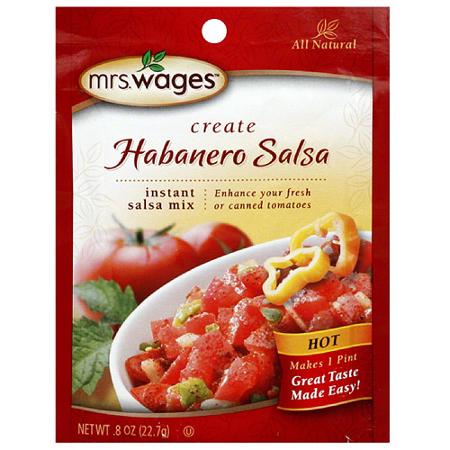 All Natural
mrs.wages™
create
Habanero Salsa
instant
salsa mix
Enhance your fresh
or canned tomatoes
HOT
Makes 1 Pint
Great Taste
Made Easy!
NET WT .8 OZ (22.7g) U